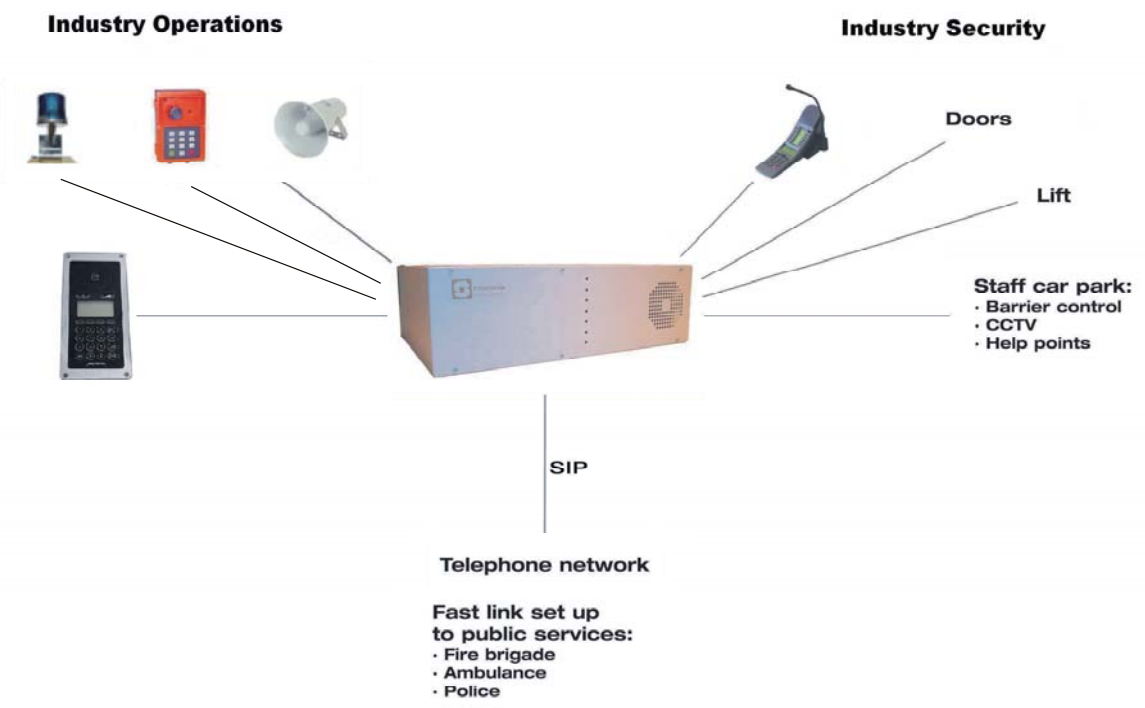 Industry Operations
Industry Security
Doors
Lift
Staff car park:
· Barrier control
· CCTV
· Help points
SIP
Telephone network
Fast link set up
to public services:
· Fire brigade
· Ambulance
· Police